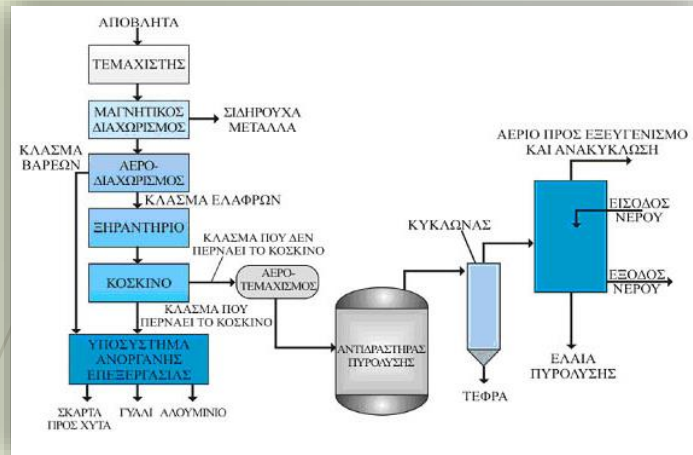 ΑΠΟΒΛΗΤΑ
ΤΕΜΑΧΙΣΤΗΣ
ΜΑΓΝΗΤΙΚΟΣ
ΔΙΑΧΩΡΙΣΜΟΣ
ΣΙΔΗΡΟΥΧΑ
ΜΕΤΑΛΛΑ
ΚΛΑΣΜΑ
ΒΑΡΕΩΝ
ΑΕΡΟ-
ΔΙΑΧΩΡΙΣΜΟΣ
ΚΛΑΣΜΑ ΕΛΑΦΡΩΝ
ΞΗΡΑΝΤΗΡΙΟ
ΚΛΑΣΜΑ ΠΟΥ ΔΕΝ
ΠΕΡΝΑΕΙ ΤΟ ΚΟΣΚΙΝΟ
ΚΟΣΚΙΝΟ
ΑΕΡΟ-
ΤΕΜΑΧΙΣΜΟΣ
ΚΛΑΣΜΑ ΠΟΥ
ΠΕΡΝΑΕΙ ΤΟ ΚΟΣΚΙΝΟ
ΥΠΟΣΥΣΤΗΜΑ
ΑΝΟΡΓΑΝΗΣ
ΕΠΕΞΕΡΓΑΣΙΑΣ
ΣΚΑΡΤΑ
ΠΡΟΣ ΧΥΤΑ
ΓΥΑΛΙ
ΑΛΟΥΜΙΝΙΟ
ΑΝΤΙΔΡΑΣΤΗΡΑΣ
ΠΥΡΟΛΥΣΗΣ
ΚΥΚΛΩΝΑΣ
ΤΕΦΡΑ
ΑΕΡΙΟ ΠΡΟΣ ΕΞΕΥΓΕΝΙΣΜΟ
ΚΑΙ ΑΝΑΚΥΚΛΩΣΗ
ΕΙΣΟΔΟΣ
ΝΕΡΟΥ
ΕΞΟΔΟΣ
ΝΕΡΟΥ
ΕΛΑΙΑ
ΠΥΡΟΛΥΣΗΣ